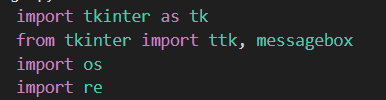 import tkinter as tk
from tkinter import ttk, messagebox
import os
import re